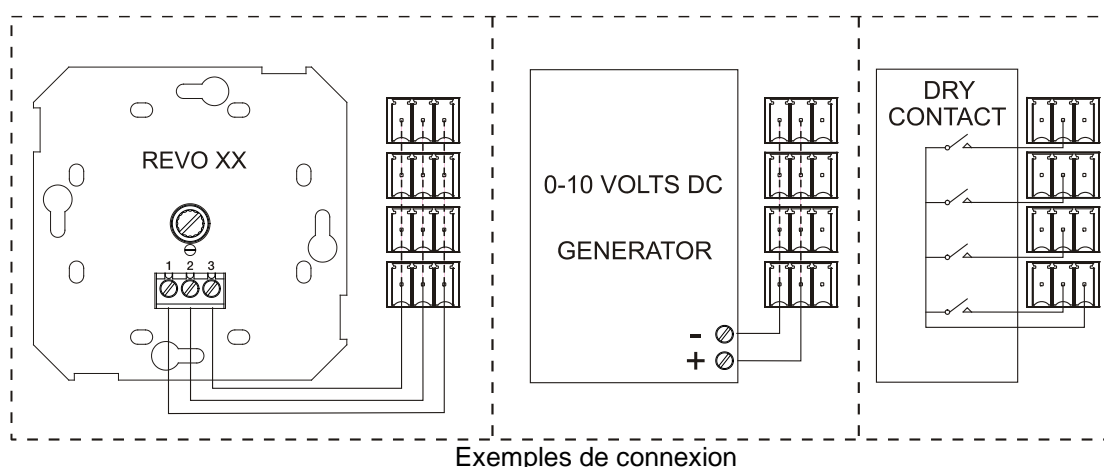 REVO XX
1 2 3
0-10 VOLTS DC
GENERATOR
-
+
DRY
CONTACT
Exemples de connexion